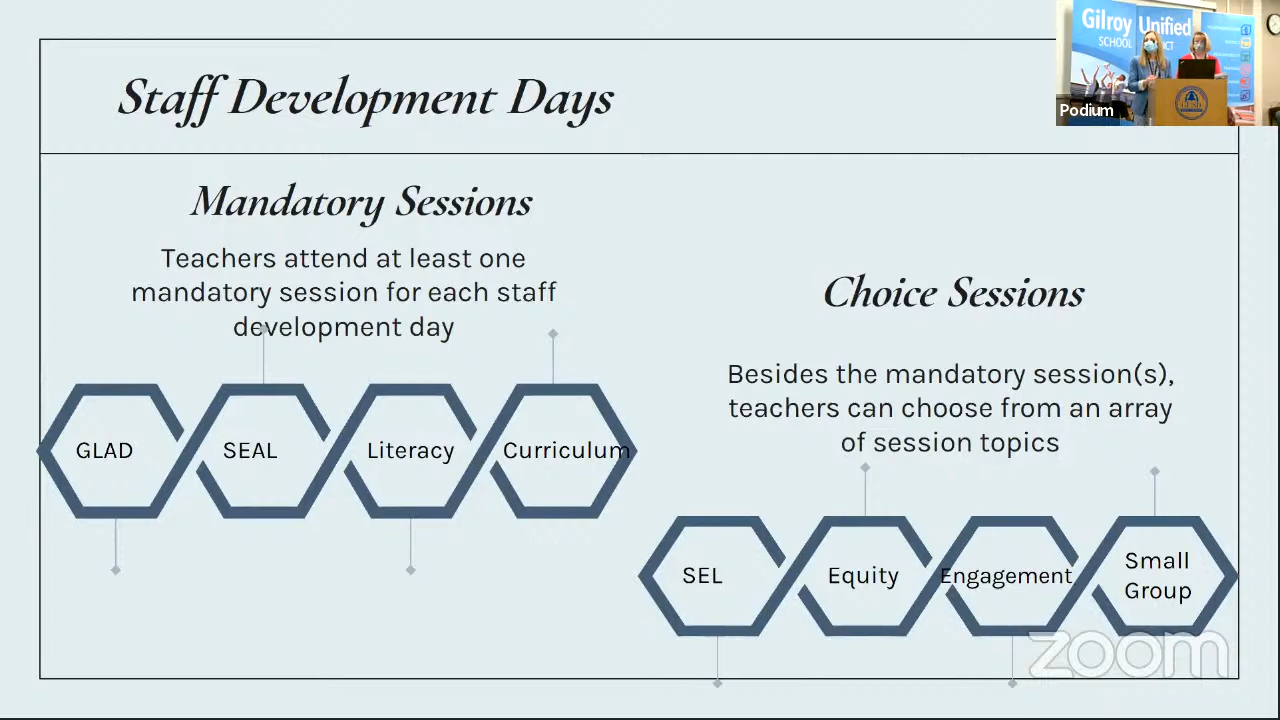 Staff Development Days
Gilroy Unified
SCHOOL
ICT
Podium
Mandatory Sessions
Teachers attend at least one
mandatory session for each staff
development day
GLAD
SEAL
Literacy
Curriculum
Choice Sessions
Besides the mandatory session(s),
teachers can choose from an array
of session topics
SEL
Equity
Engagement
Small
Group
zoom